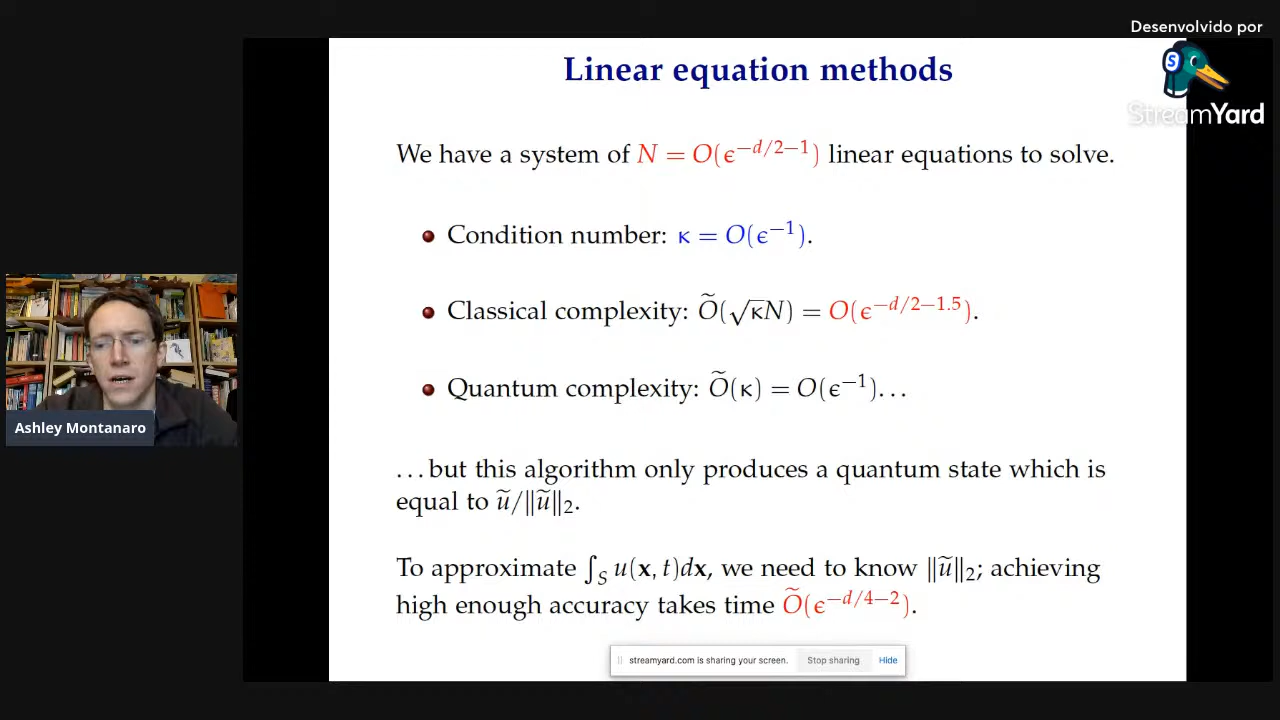 Desenvolvido por
StreamYard
Linear equation methods
We have a system of N = O(ϵ^{−d/2−1}) linear equations to solve.
Condition number: κ = O(ϵ^{−1}).
Classical complexity: Õ(√κN) = O(ϵ^{−d/2−1.5}).
Quantum complexity: Õ(κ) = O(ϵ^{−1})...
...but this algorithm only produces a quantum state which is
equal to ũ/‖ũ‖₂.
To approximate ∫_S u(x, t)dx, we need to know ‖ũ‖₂; achieving
high enough accuracy takes time Õ(ϵ^{−d/4−2}).
Ashley Montanaro
streamyard.com is sharing your screen. Stop sharing Hide